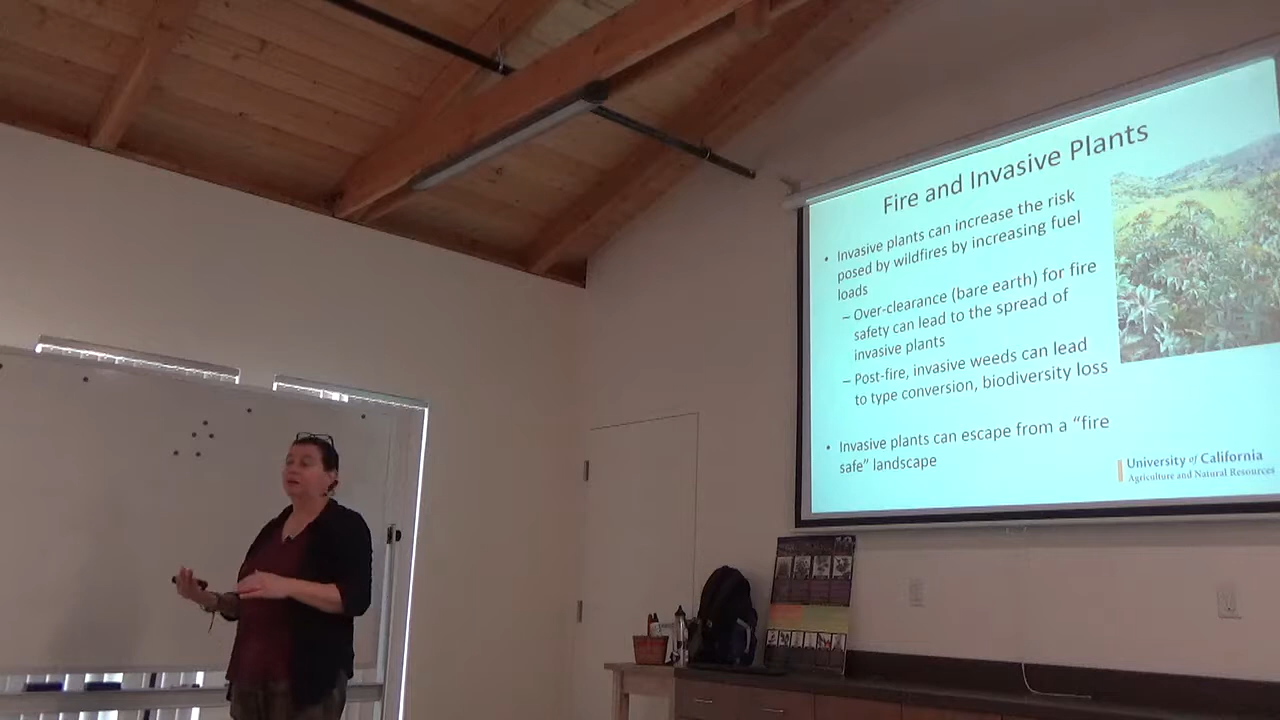 Fire and Invasive Plants
• Invasive plants can increase the risk
posed by wildfires by increasing fuel
loads
– Over-clearance (bare earth) for fire
safety can lead to the spread of
invasive plants
– Post-fire, invasive weeds can lead
to type conversion, biodiversity loss
• Invasive plants can escape from a “fire
safe” landscape
University of California
Agriculture and Natural Resources